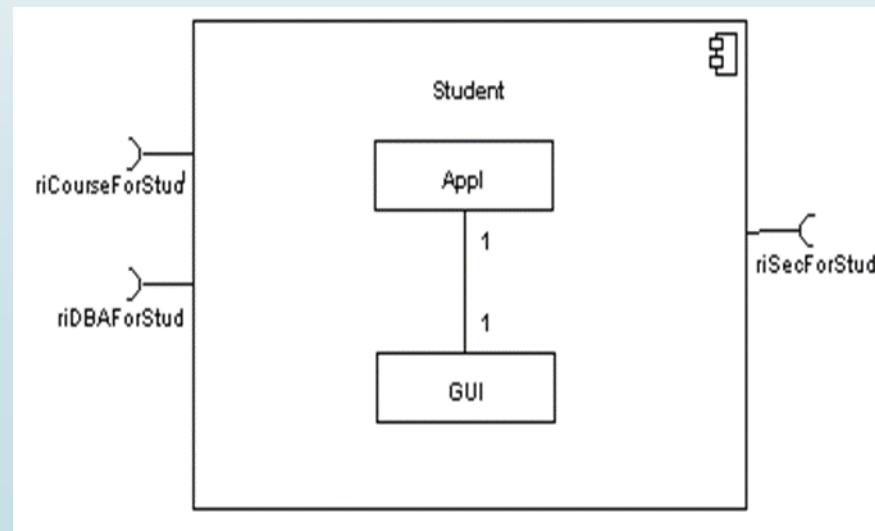 Student
Appl
riCourseForStud
1
riSecForStud
riDBAForStud
1
GUI